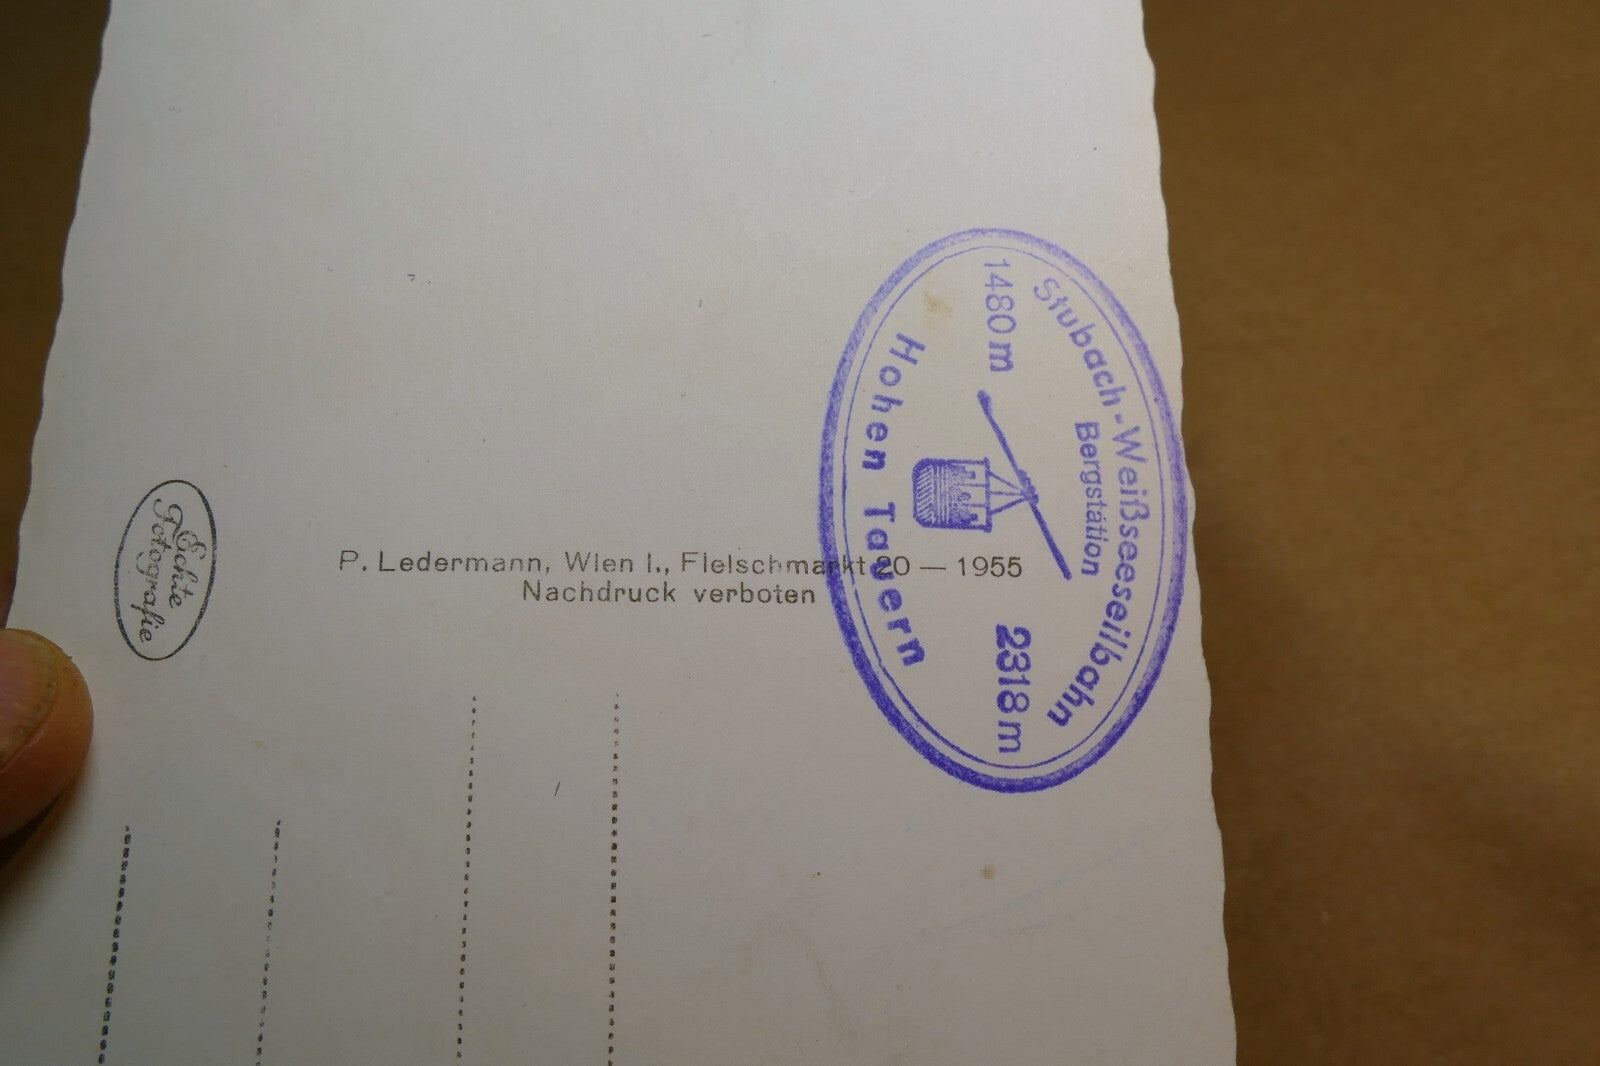 Echte
Fotografie
P. Ledermann, Wien I., Fleischmarkt 20 — 1955
Nachdruck verboten
Stubach-Weißseeseilbahn
Bergstation
1480 m
2318 m
Hohen Tauern